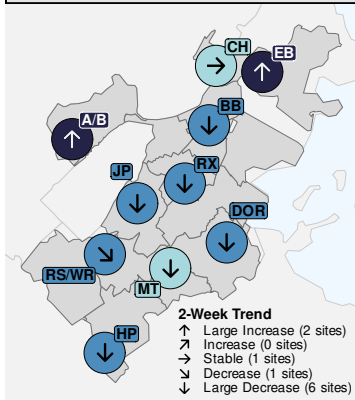 CH
EB
A/B
BB
JP
RX
DOR
RS/WR
MT
HP
2-Week Trend
↑ Large Increase (2 sites)
↗ Increase (0 sites)
→ Stable (1 sites)
↘ Decrease (1 sites)
↓ Large Decrease (6 sites)